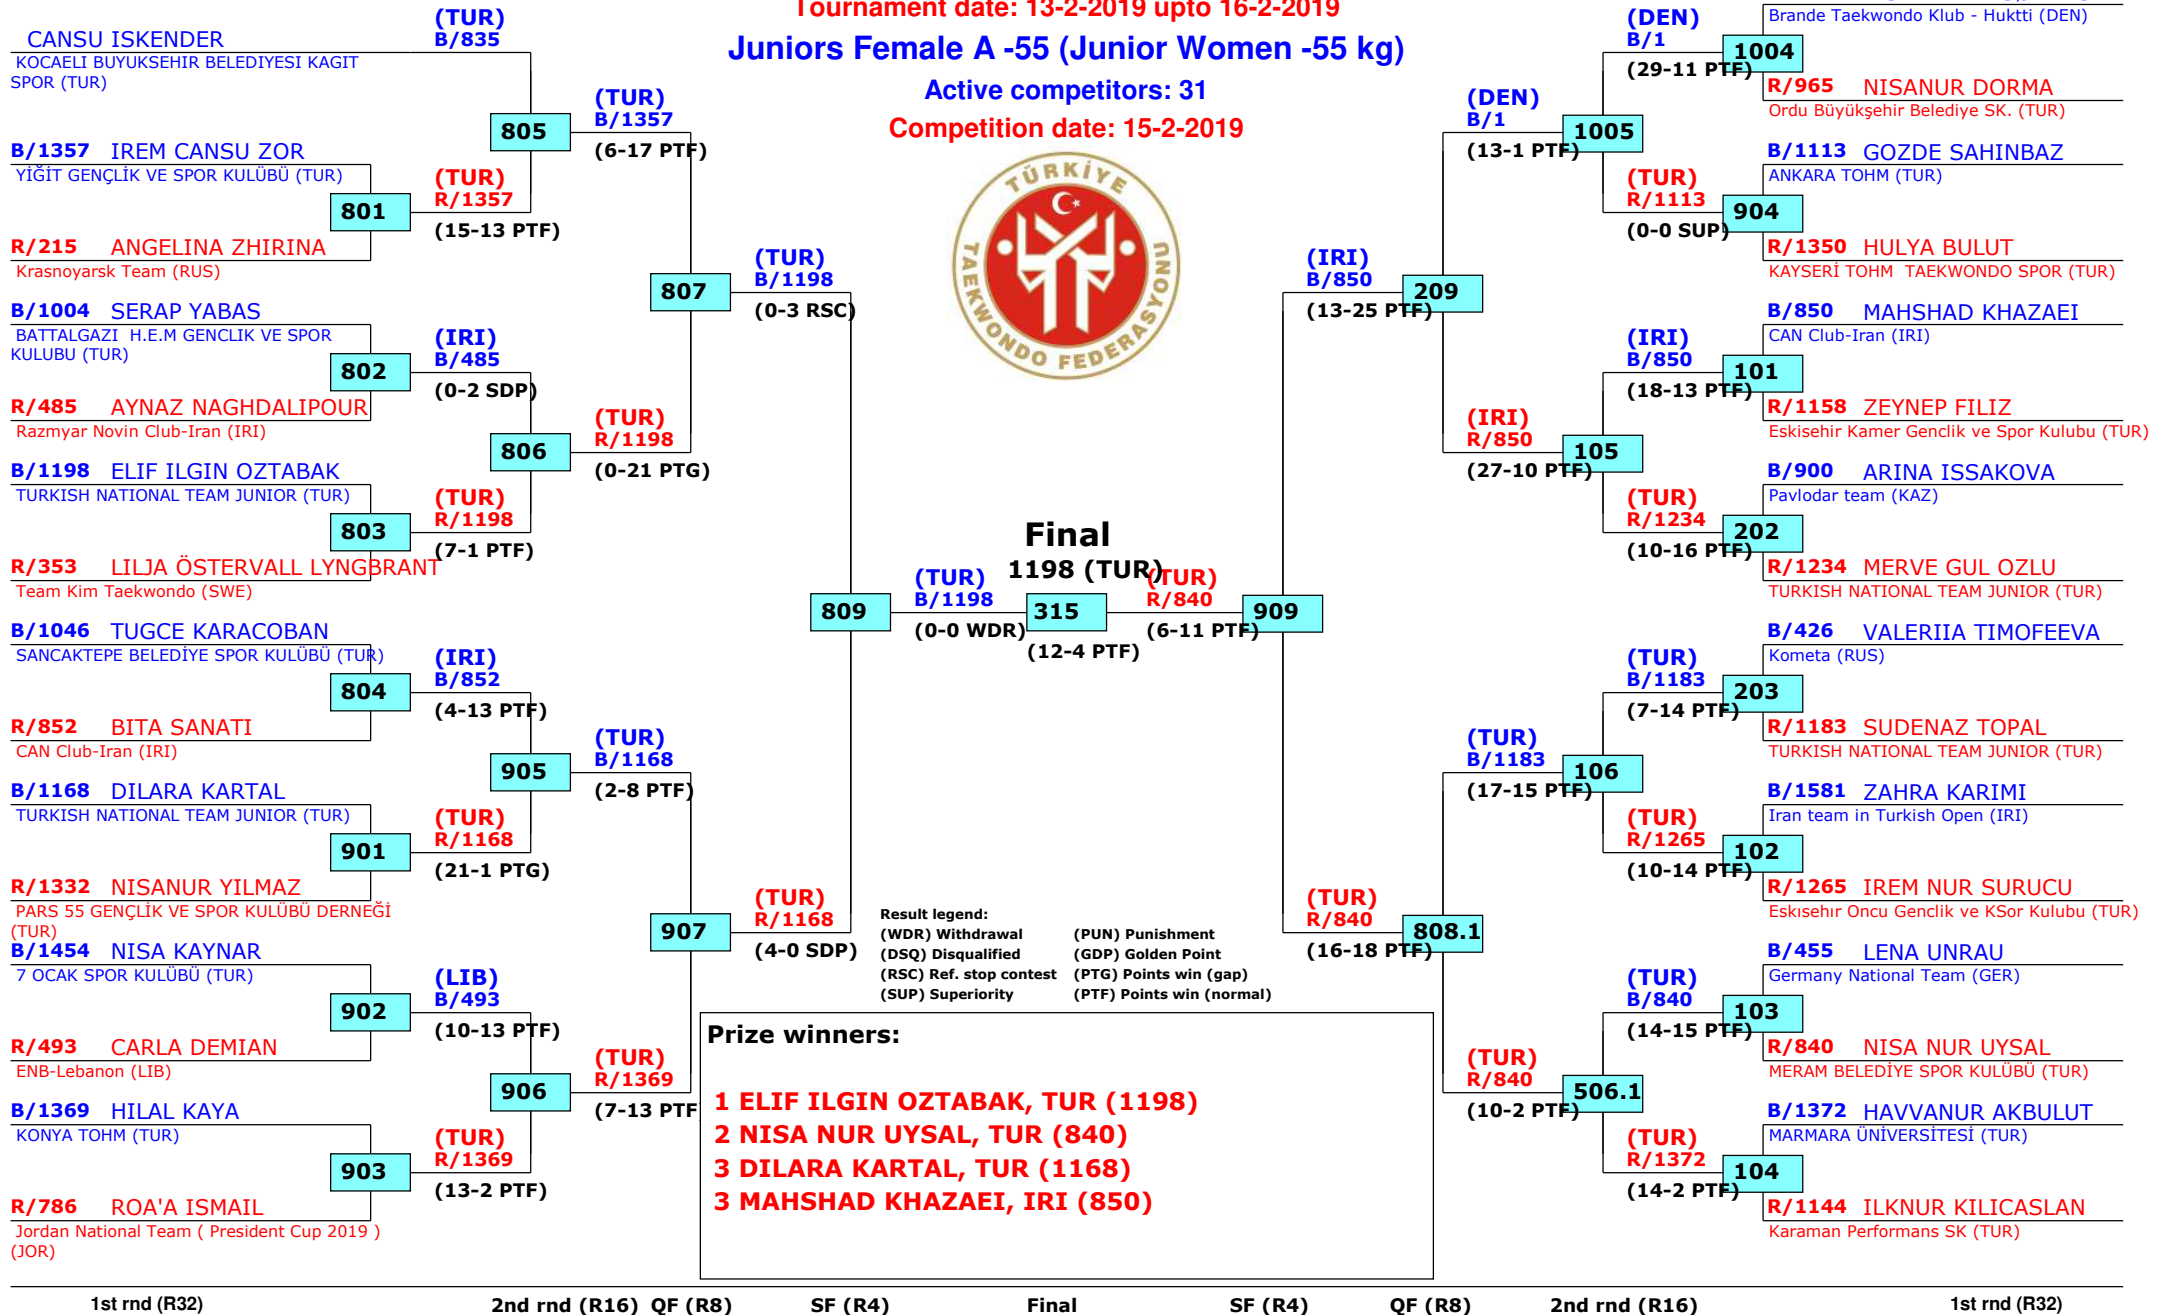 Tournament date: 13-2-2019 upto 16-2-2019
Juniors Female A -55 (Junior Women -55 kg)
Active competitors: 31
Competition date: 15-2-2019
TÜRKİYE TAEKWONDO FEDERASYONU
CANSU ISKENDER
KOCAELI BUYUKSEHIR BELEDIYESI KAGIT
SPOR (TUR)
B/1357 IREM CANSU ZOR
YİĞİT GENÇLİK VE SPOR KULÜBÜ (TUR)
801
R/215 ANGELINA ZHIRINA
Krasnoyarsk Team (RUS)
B/1004 SERAP YABAS
BATTALGAZI H.E.M GENCLIK VE SPOR
KULUBU (TUR)
802
R/485 AYNAZ NAGHDALIPOUR
Razmyar Novin Club-Iran (IRI)
B/1198 ELIF ILGIN OZTABAK
TURKISH NATIONAL TEAM JUNIOR (TUR)
803
R/353 LILJA ÖSTERVALL LYNGBRANT
Team Kim Taekwondo (SWE)
B/1046 TUGCE KARACOBAN
SANCAKTEPE BELEDİYE SPOR KULÜBÜ (TUR)
804
R/852 BITA SANATI
CAN Club-Iran (IRI)
B/1168 DILARA KARTAL
TURKISH NATIONAL TEAM JUNIOR (TUR)
901
R/1332 NISANUR YILMAZ
PARS 55 GENÇLİK VE SPOR KULÜBÜ DERNEĞİ
(TUR)
B/1454 NISA KAYNAR
7 OCAK SPOR KULÜBÜ (TUR)
902
R/493 CARLA DEMIAN
ENB-Lebanon (LIB)
B/1369 HILAL KAYA
KONYA TOHM (TUR)
903
R/786 ROA'A ISMAIL
Jordan National Team ( President Cup 2019 )
(JOR)
(TUR)
B/835
805
(TUR)
R/1357
(15-13 PTF)
(IRI)
B/485
(0-2 SDP)
806
(TUR)
R/1198
(7-1 PTF)
(IRI)
B/852
(4-13 PTF)
905
(TUR)
R/1168
(21-1 PTG)
(LIB)
B/493
(10-13 PTF)
906
(TUR)
R/1369
(13-2 PTF)
(TUR)
B/1357
(6-17 PTF)
807
(TUR)
R/1198
(0-21 PTG)
(TUR)
B/1168
(2-8 PTF)
907
(TUR)
R/1369
(7-13 PTF
(TUR)
B/1198
(0-3 RSC)
809
(TUR)
R/1168
(4-0 SDP)
(TUR)
B/1198
(0-0 WDR)
Final
1198 (TUR)
315
(12-4 PTF)
(TUR)
R/840
(6-11 PTF)
909
(IRI)
B/850
(13-25 PTF)
209
(TUR)
R/840
(16-18 PTF)
808.1
(DEN)
B/1
(13-1 PTF)
1005
(IRI)
R/850
(27-10 PTF)
105
(TUR)
B/1183
(17-15 PTF)
106
(TUR)
R/840
(10-2 PTF)
506.1
(DEN)
B/1
(29-11 PTF)
1004
(TUR)
R/1113
(0-0 SUP)
904
(IRI)
B/850
(18-13 PTF)
101
(TUR)
R/1234
(10-16 PTF)
202
(TUR)
B/1183
(7-14 PTF)
203
(TUR)
R/1265
(10-14 PTF)
102
(TUR)
B/840
(14-15 PTF)
103
(TUR)
R/1372
(14-2 PTF)
104
Brande Taekwondo Klub - Huktti (DEN)
R/965 NISANUR DORMA
Ordu Büyükşehir Belediye SK. (TUR)
B/1113 GOZDE SAHINBAZ
ANKARA TOHM (TUR)
R/1350 HULYA BULUT
KAYSERİ TOHM TAEKWONDO SPOR (TUR)
B/850 MAHSHAD KHAZAEI
CAN Club-Iran (IRI)
R/1158 ZEYNEP FILIZ
Eskisehir Kamer Genclik ve Spor Kulubu (TUR)
B/900 ARINA ISSAKOVA
Pavlodar team (KAZ)
R/1234 MERVE GUL OZLU
TURKISH NATIONAL TEAM JUNIOR (TUR)
B/426 VALERIIA TIMOFEEVA
Kometa (RUS)
R/1183 SUDENAZ TOPAL
TURKISH NATIONAL TEAM JUNIOR (TUR)
B/1581 ZAHRA KARIMI
Iran team in Turkish Open (IRI)
R/1265 IREM NUR SURUCU
Eskısehır Oncu Genclik ve KSor Kulubu (TUR)
B/455 LENA UNRAU
Germany National Team (GER)
R/840 NISA NUR UYSAL
MERAM BELEDİYE SPOR KULÜBÜ (TUR)
B/1372 HAVVANUR AKBULUT
MARMARA ÜNİVERSİTESİ (TUR)
R/1144 ILKNUR KILICASLAN
Karaman Performans SK (TUR)
Result legend:
(WDR) Withdrawal (PUN) Punishment
(DSQ) Disqualified (GDP) Golden Point
(RSC) Ref. stop contest (PTG) Points win (gap)
(SUP) Superiority (PTF) Points win (normal)
Prize winners:
1 ELIF ILGIN OZTABAK, TUR (1198)
2 NISA NUR UYSAL, TUR (840)
3 DILARA KARTAL, TUR (1168)
3 MAHSHAD KHAZAEI, IRI (850)
1st rnd (R32) 2nd rnd (R16) QF (R8) SF (R4) Final SF (R4) QF (R8) 2nd rnd (R16) 1st rnd (R32)